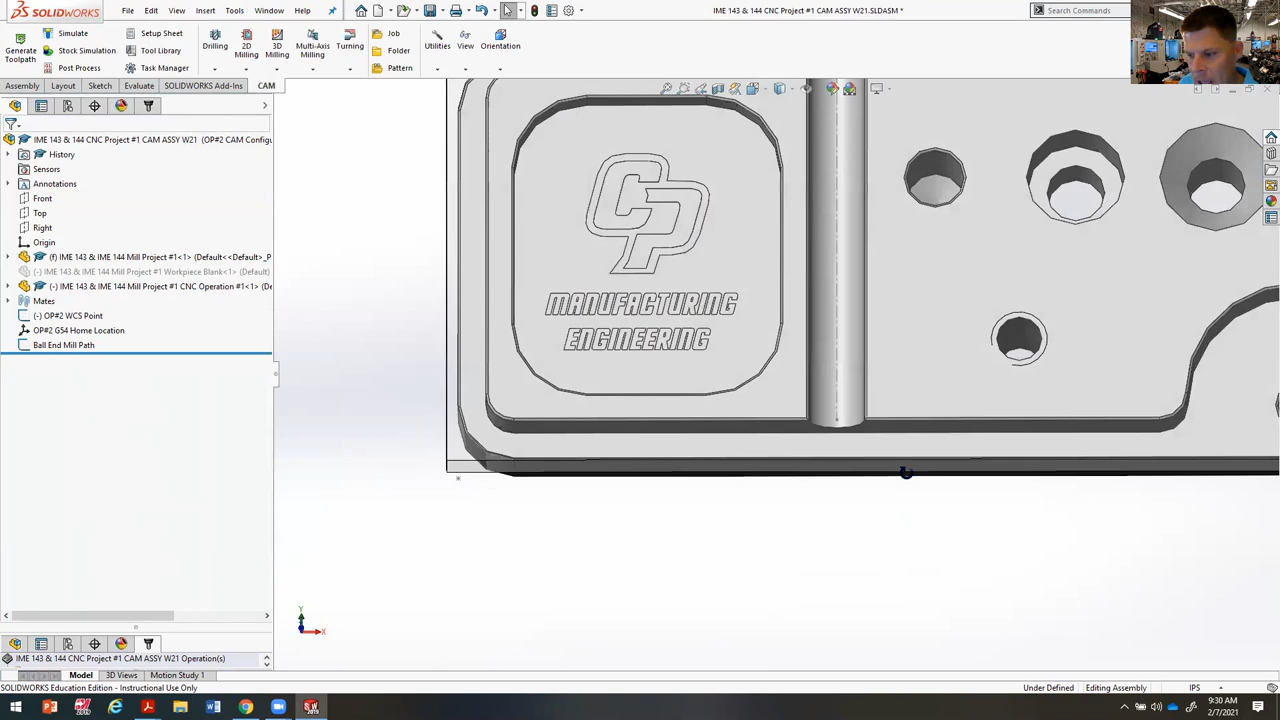 SOLIDWORKS
File
Edit
View
Insert
Tools
Window
Help
IME 143 & 144 CNC Project #1 CAM ASSY W21.SLDASM *
Search Commands
Generate Toolpath
Simulate
Stock Simulation
Post Process
Setup Sheet
Tool Library
Task Manager
Drilling
2D Milling
3D Milling
Multi-Axis Milling
Turning
Job
Folder
Pattern
Utilities
View
Orientation
Assembly
Layout
Sketch
Evaluate
SOLIDWORKS Add-Ins
CAM
IME 143 & 144 CNC Project #1 CAM ASSY W21 (OP#2 CAM Configu
History
Sensors
Annotations
Front
Top
Right
Origin
(f) IME 143 & IME 144 Mill Project #1<1> (Default<<Default>_P
(-) IME 143 & IME 144 Mill Project #1 Workpiece Blank<1> (Default)
(-) IME 143 & IME 144 Mill Project #1 CNC Operation #1<1> (De
Mates
(-) OP#2 WCS Point
OP#2 G54 Home Location
Ball End Mill Path
CP
MANUFACTURING
ENGINEERING
Y
X
IME 143 & 144 CNC Project #1 CAM ASSY W21 Operation(s)
Model
3D Views
Motion Study 1
SOLIDWORKS Education Edition - Instructional Use Only
Under Defined
Editing Assembly
IPS
9:30 AM
2/7/2021